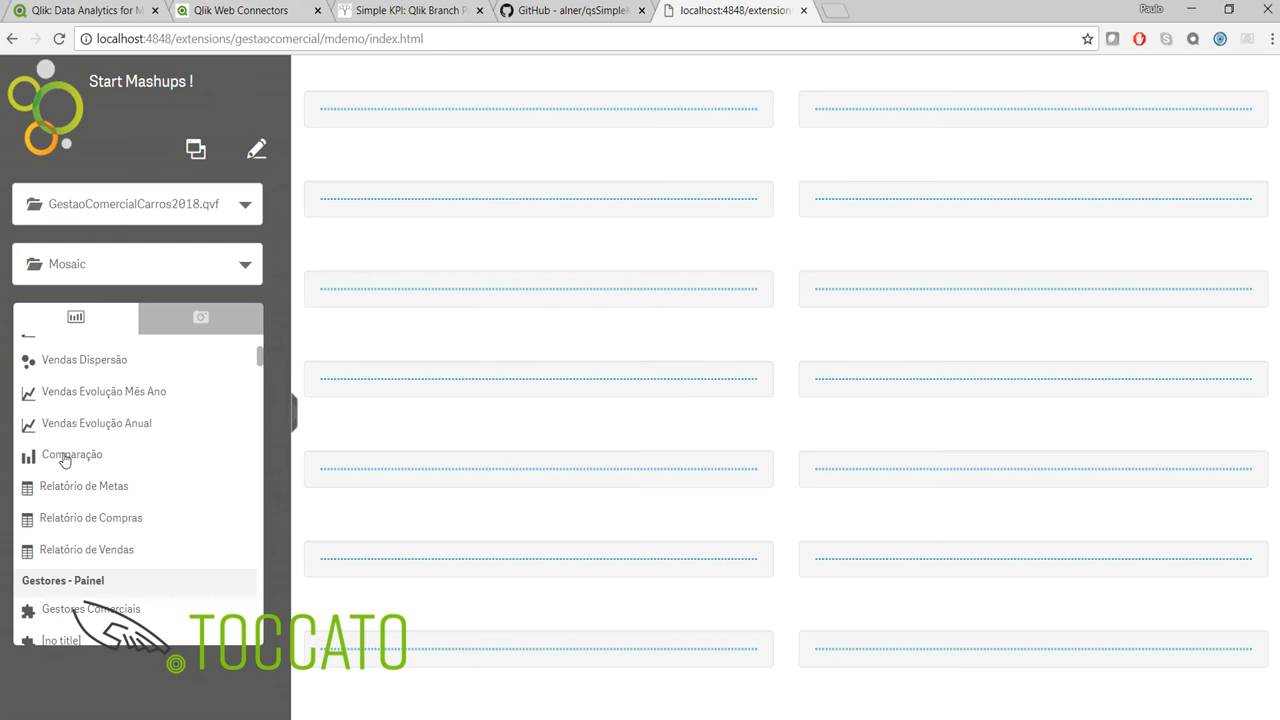 Qlik: Data Analytics for M
Qlik Web Connectors
Simple KPI: Qlik Branch P
GitHub - alner/qsSimpleK
localhost:4848/extension
Paulo
localhost:4848/extensions/gestaocomercial/mdemo/index.html
Start Mashups !
GestaoComercialCarros2018.qvf
Mosaic
Vendas Dispersão
Vendas Evolução Mês Ano
Vendas Evolução Anual
Comparação
Relatório de Metas
Relatório de Compras
Relatório de Vendas
Gestores - Painel
Gestores Comerciais
[no title]
TOCCATO